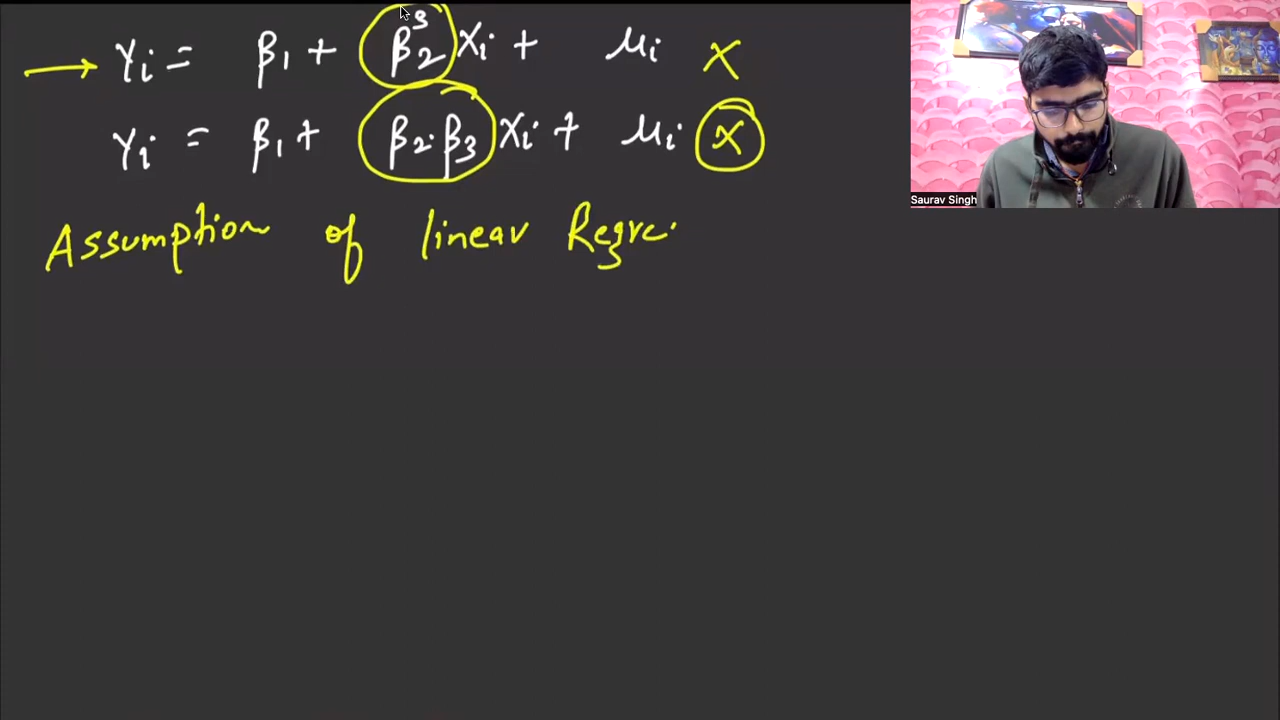 → Yi = β1 + β2³ Xi + μi X
Yi = β1 + β2·β3 Xi + μi X
Assumption of linear Regre.
Saurav Singh